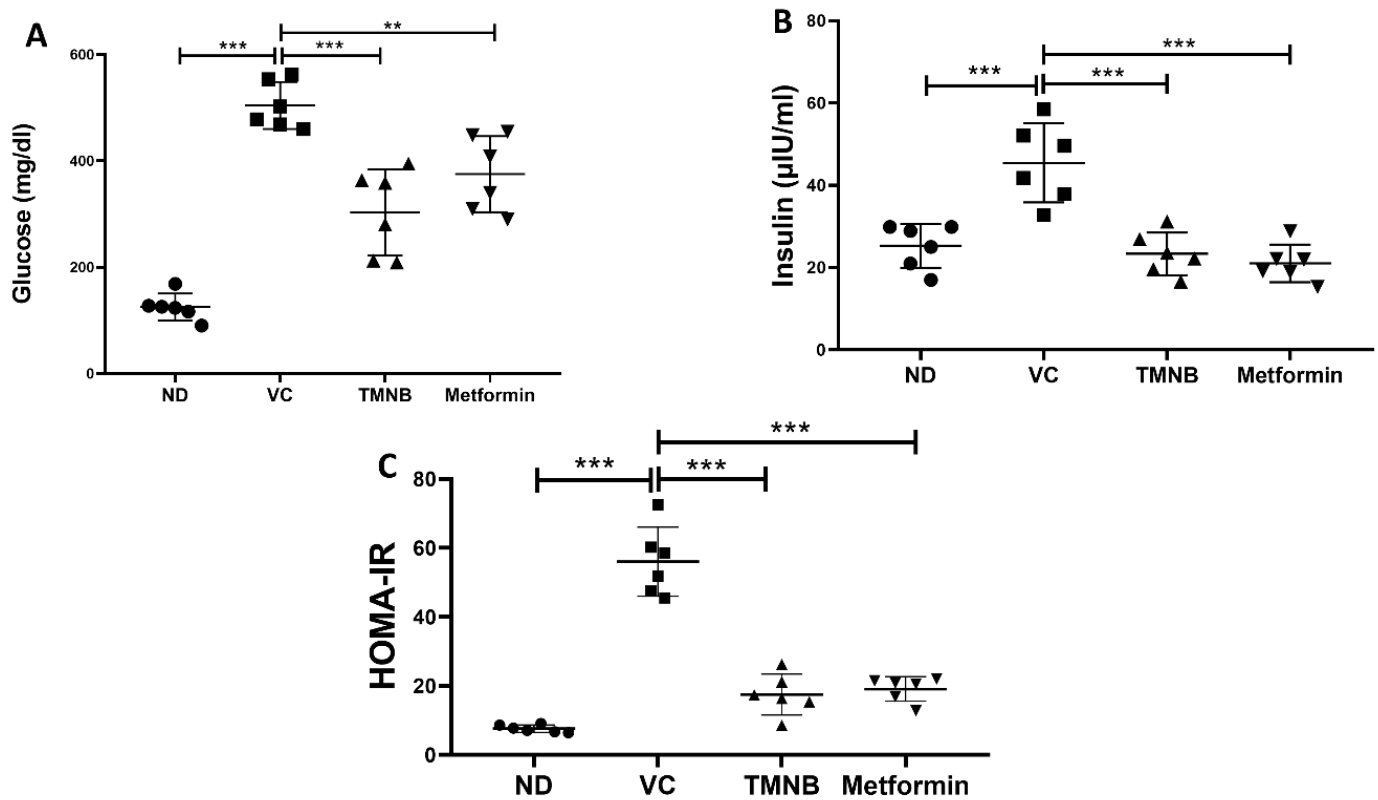 A
Glucose (mg/dl)
600
400
200
0
***
***
**
ND
VC
TMNB
Metformin
B
Insulin (µIU/ml)
80
60
40
20
0
***
***
***
ND
VC
TMNB
Metformin
C
HOMA-IR
80
60
40
20
0
***
***
***
ND
VC
TMNB
Metformin